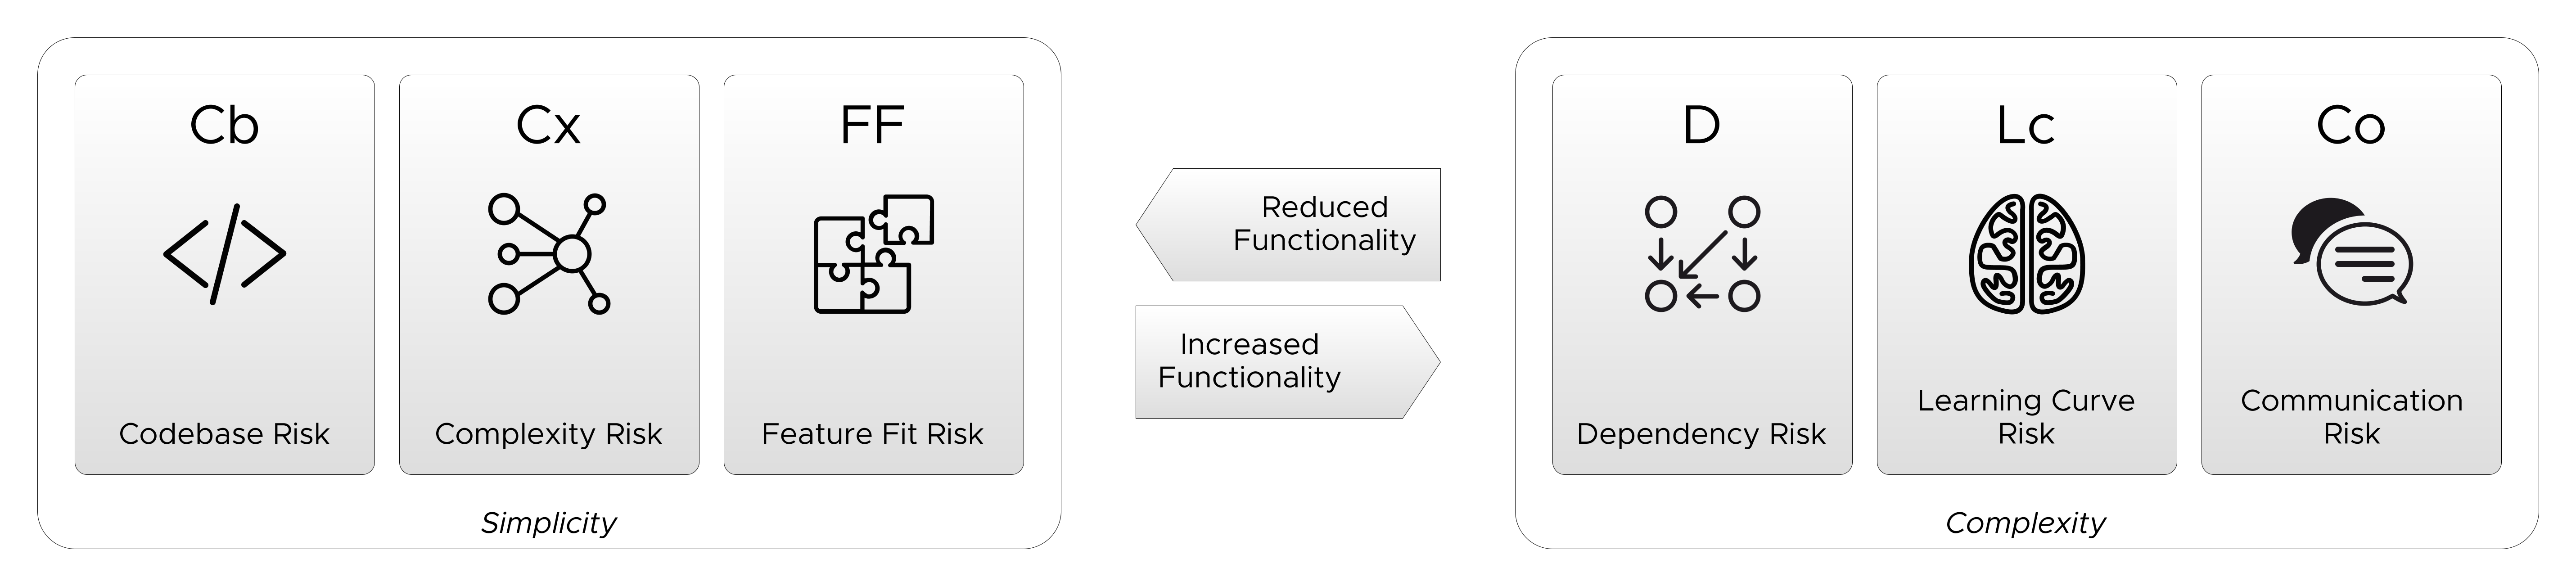 Cb
Codebase Risk
Cx
Complexity Risk
FF
Feature Fit Risk
Simplicity
Reduced
Functionality
Increased
Functionality
D
Dependency Risk
Lc
Learning Curve
Risk
Co
Communication
Risk
Complexity